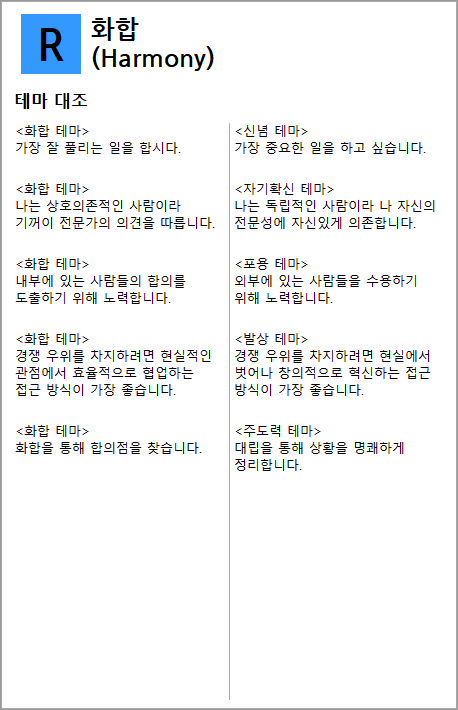 R
화합
(Harmony)
테마 대조
<화합 테마>
가장 잘 풀리는 일을 합시다.
<신념 테마>
가장 중요한 일을 하고 싶습니다.
<화합 테마>
나는 상호의존적인 사람이라
기꺼이 전문가의 의견을 따릅니다.
<자기확신 테마>
나는 독립적인 사람이라 나 자신의
전문성에 자신있게 의존합니다.
<화합 테마>
내부에 있는 사람들의 합의를
도출하기 위해 노력합니다.
<포용 테마>
외부에 있는 사람들을 수용하기
위해 노력합니다.
<화합 테마>
경쟁 우위를 차지하려면 현실적인
관점에서 효율적으로 협업하는
접근 방식이 가장 좋습니다.
<발상 테마>
경쟁 우위를 차지하려면 현실에서
벗어나 창의적으로 혁신하는 접근
방식이 가장 좋습니다.
<화합 테마>
화합을 통해 합의점을 찾습니다.
<주도력 테마>
대립을 통해 상황을 명쾌하게
정리합니다.